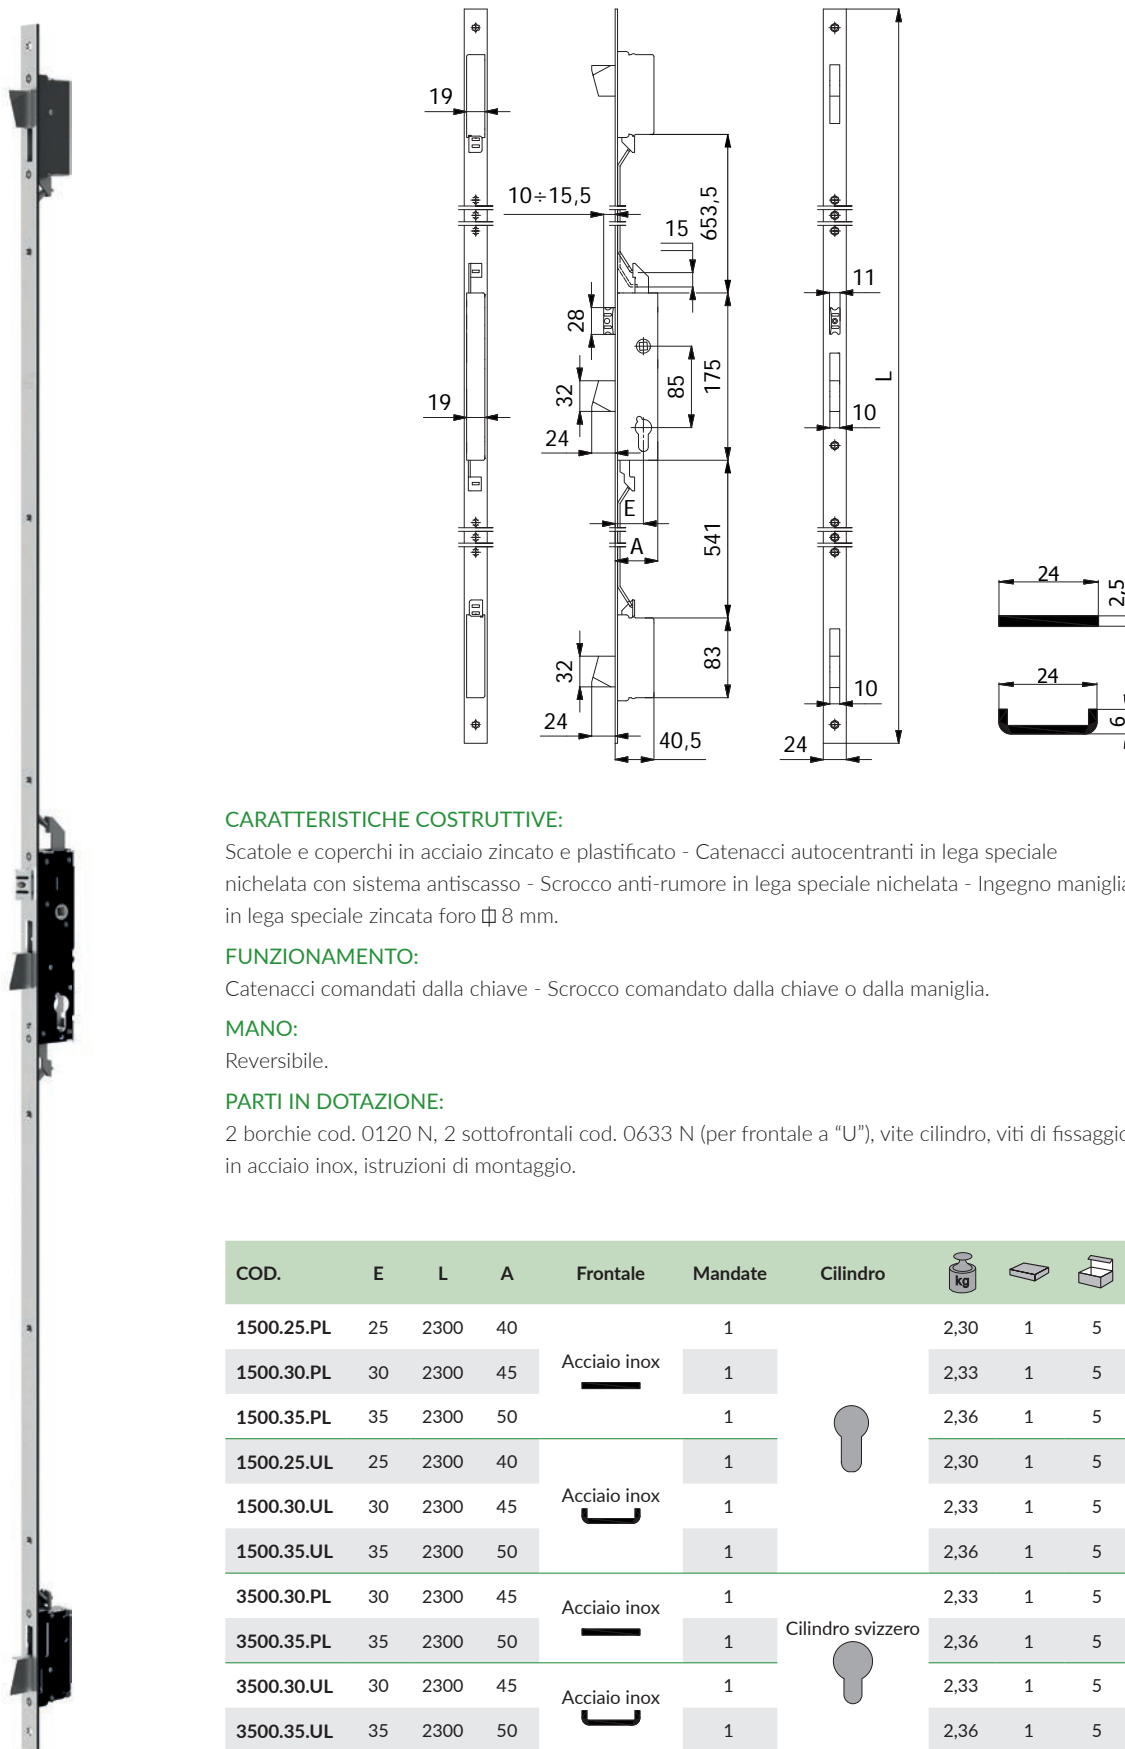 19
10÷15,5
653,5
15
11
28
85
175
L
32
19
10
24
E
541
A
24
2,5
32
83
10
24
6
24
40,5
24
CARATTERISTICHE COSTRUTTIVE:
Scatole e coperchi in acciaio zincato e plastificato - Catenacci autocentranti in lega speciale
nichelata con sistema antiscasso - Scrocco anti-rumore in lega speciale nichelata - Ingegno maniglia
in lega speciale zincata foro 8 mm.
FUNZIONAMENTO:
Catenacci comandati dalla chiave - Scrocco comandato dalla chiave o dalla maniglia.
MANO:
Reversibile.
PARTI IN DOTAZIONE:
2 borchie cod. 0120 N, 2 sottofrontali cod. 0633 N (per frontale a “U”), vite cilindro, viti di fissaggio
in acciaio inox, istruzioni di montaggio.
COD. E L A Frontale Mandate Cilindro kg
1500.25.PL 25 2300 40 1 2,30 1 5
Acciaio inox
1500.30.PL 30 2300 45 1 2,33 1 5
1500.35.PL 35 2300 50 1 2,36 1 5
1500.25.UL 25 2300 40 1 2,30 1 5
Acciaio inox
1500.30.UL 30 2300 45 1 2,33 1 5
1500.35.UL 35 2300 50 1 2,36 1 5
3500.30.PL 30 2300 45 1 2,33 1 5
Acciaio inox
Cilindro svizzero
3500.35.PL 35 2300 50 1 2,36 1 5
3500.30.UL 30 2300 45 1 2,33 1 5
Acciaio inox
3500.35.UL 35 2300 50 1 2,36 1 5